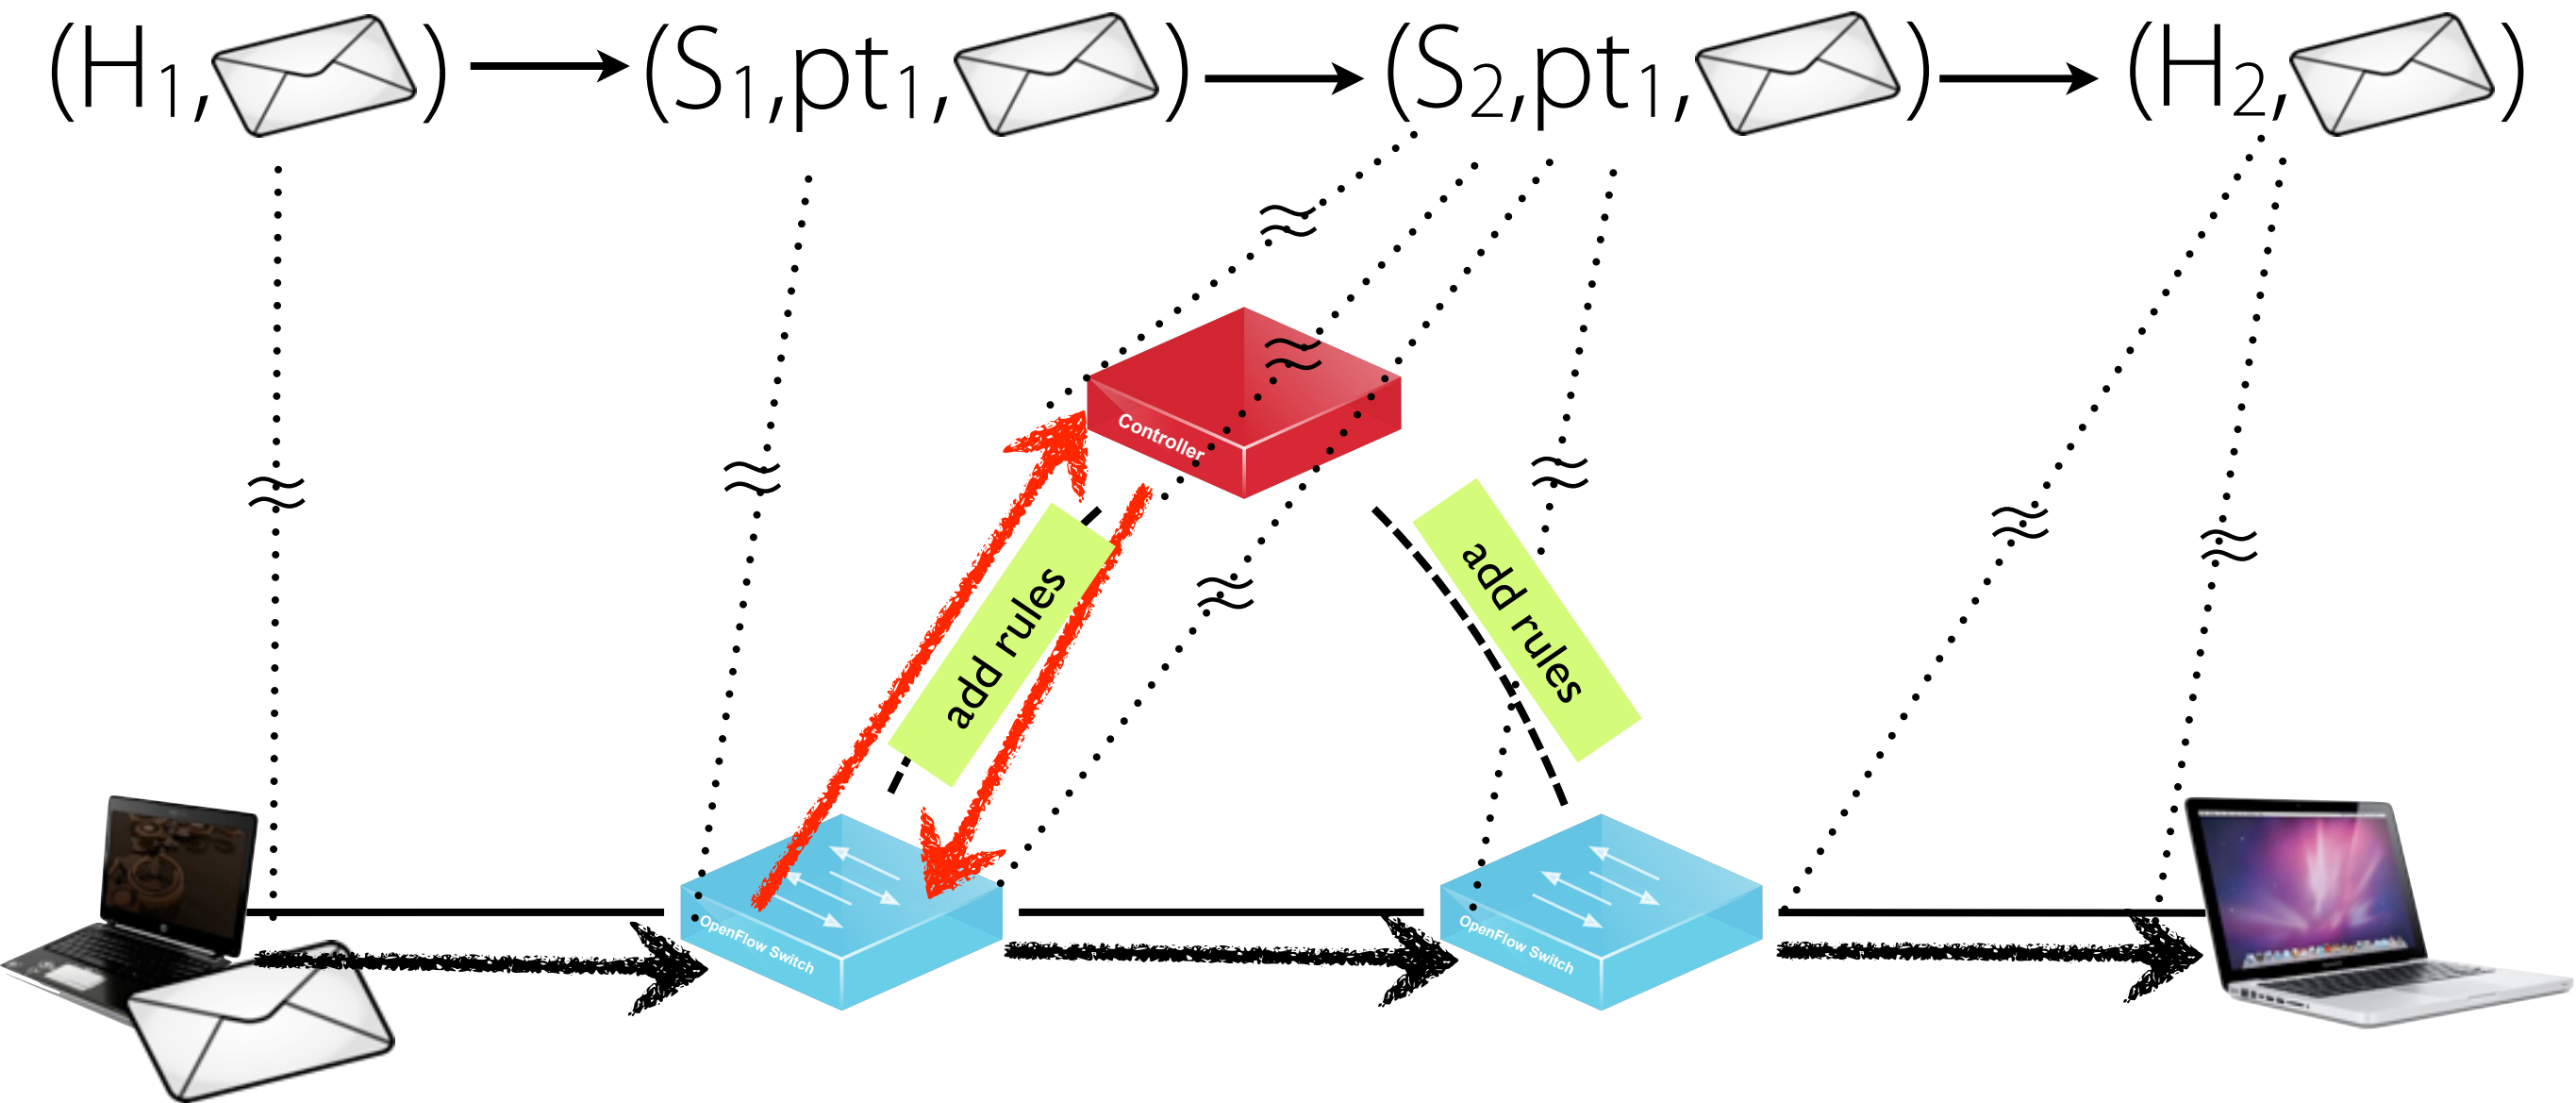 (H1, ) (S1,pt1, ) (S2,pt1, ) (H2, )
Controller
add rules
add rules
OpenFlow Switch
OpenFlow Switch